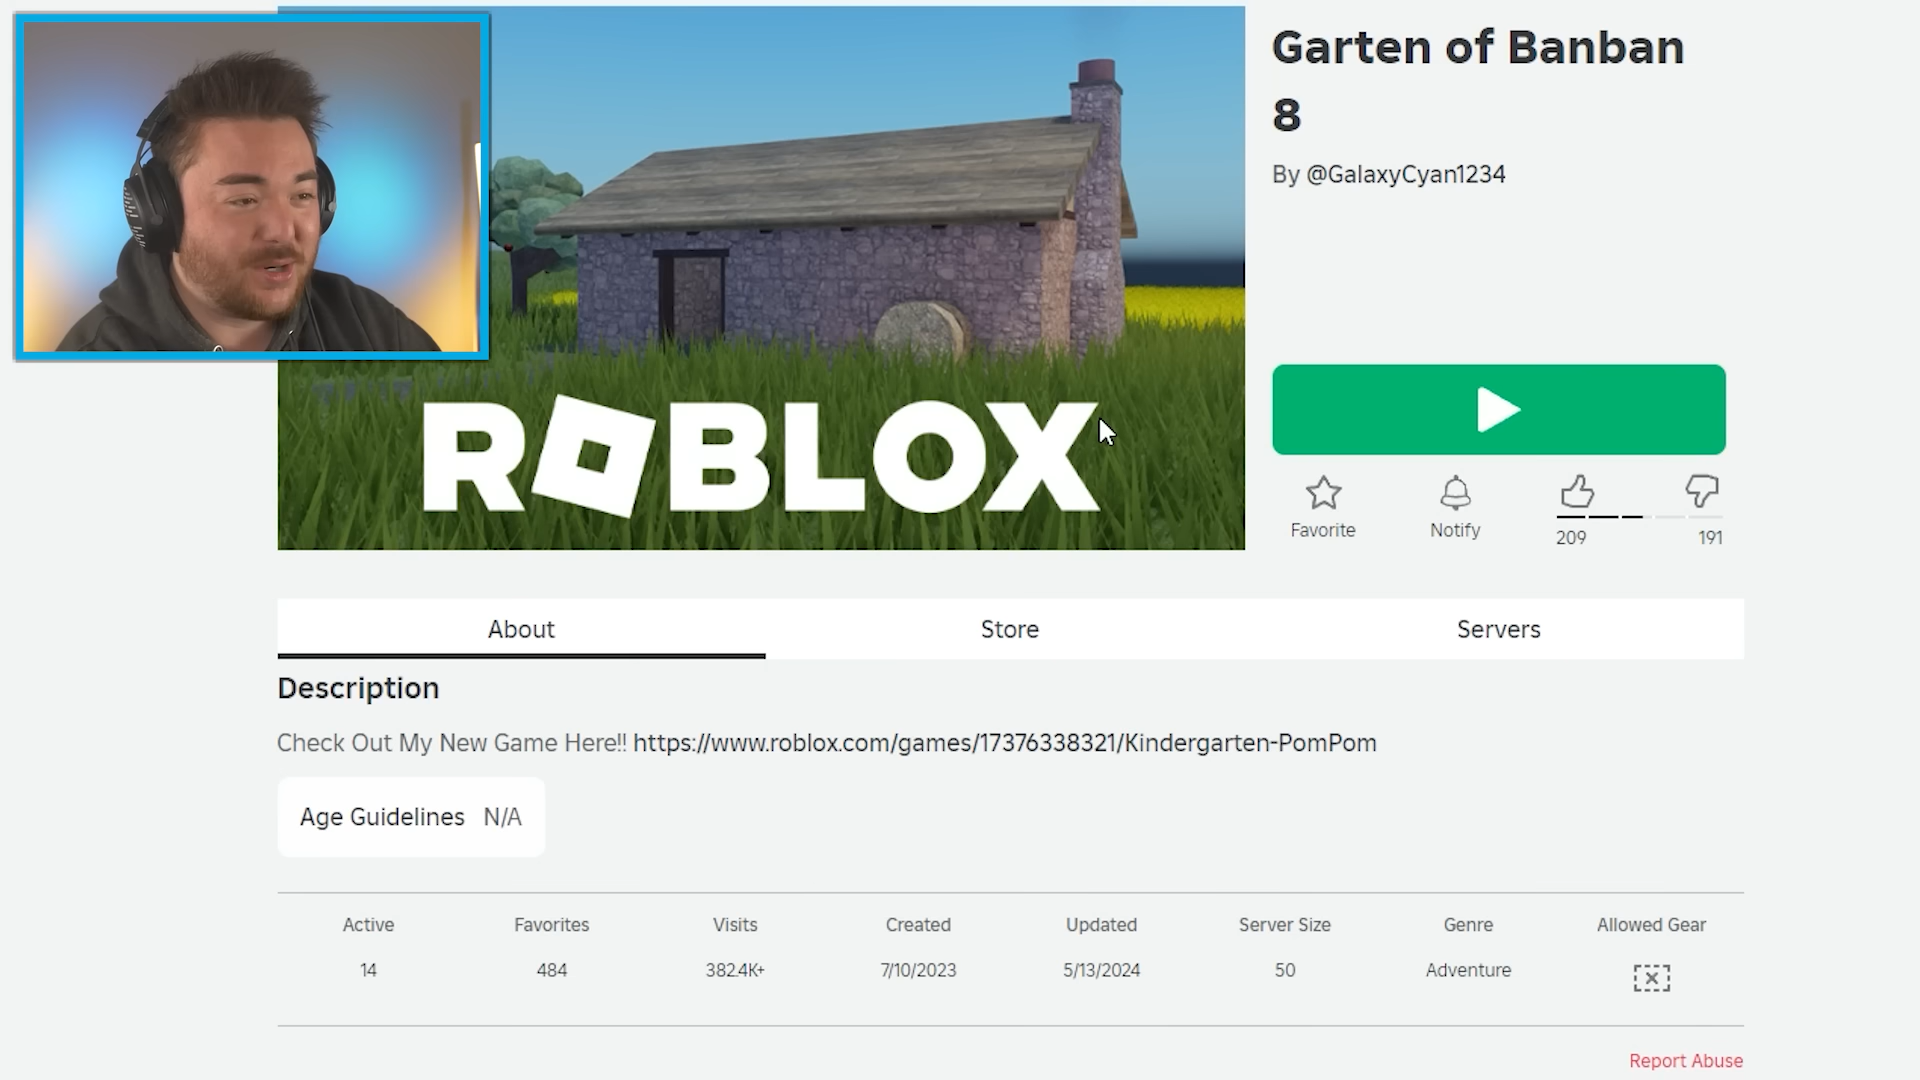 Garten of Banban
8
By @GalaxyCyan1234
ROBLOX
Favorite
Notify
209
191
About
Store
Servers
Description
Check Out My New Game Here!! https://www.roblox.com/games/17376338321/Kindergarten-PomPom
Age Guidelines N/A
Active Favorites Visits Created Updated Server Size Genre Allowed Gear
14 484 382.4K+ 7/10/2023 5/13/2024 50 Adventure
Report Abuse